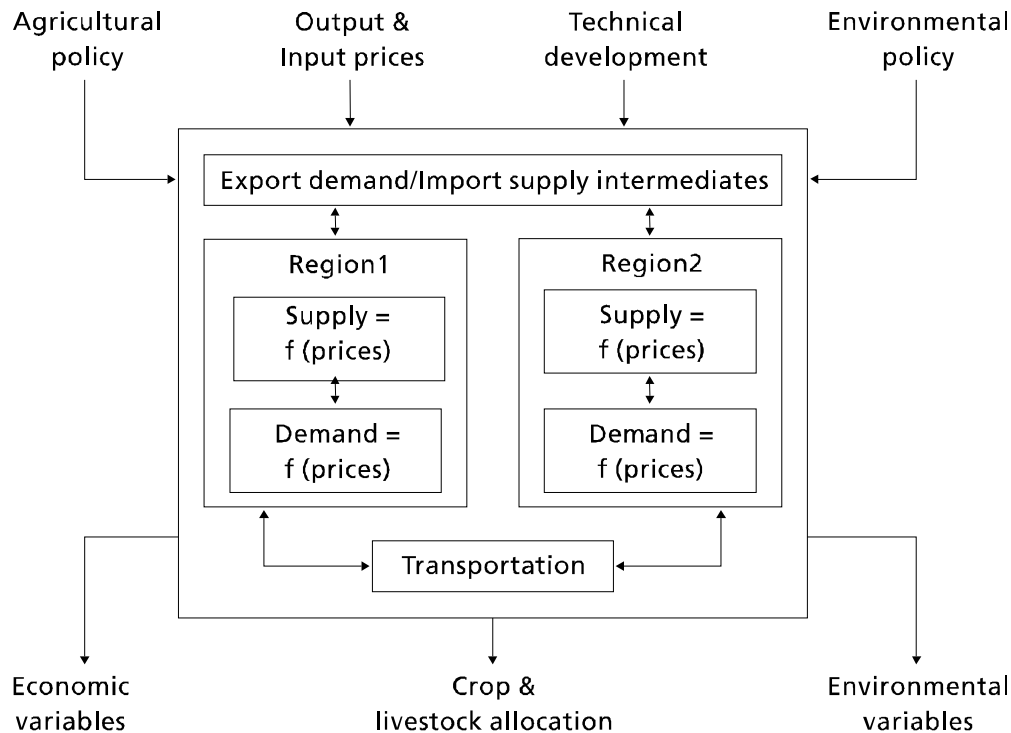 Agricultural
policy
Output &
Input prices
Technical
development
Environmental
policy
Export demand/Import supply intermediates
Region1
Supply =
f (prices)
Demand =
f (prices)
Region2
Supply =
f (prices)
Demand =
f (prices)
Transportation
Economic
variables
Crop &
livestock allocation
Environmental
variables